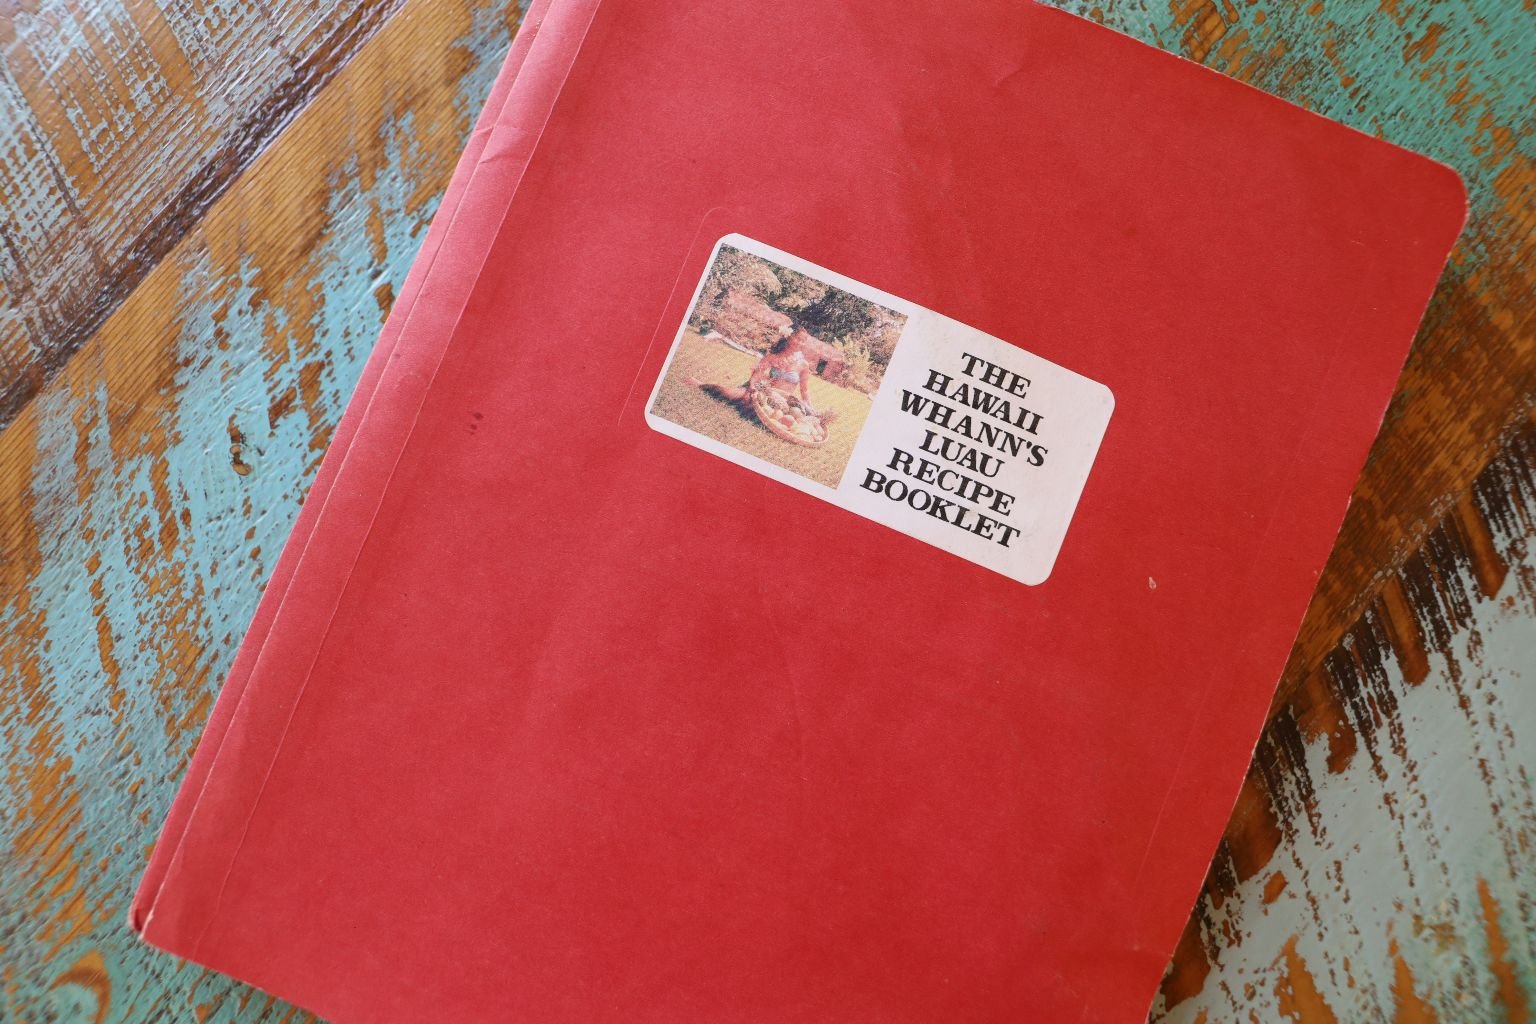 THE
HAWAII
WHANN'S
LUAU
RECIPE
BOOKLET